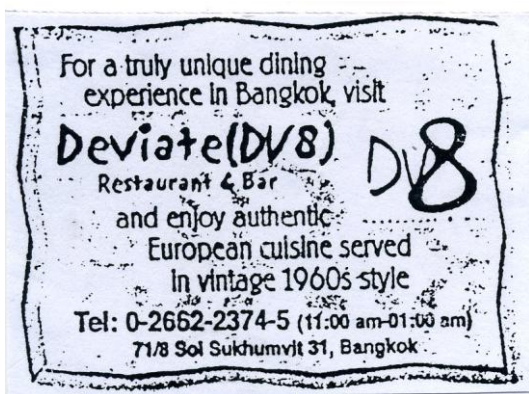 For a truly unique dining
experience in Bangkok, visit
Deviate(DV8)
Restaurant & Bar
DV8
and enjoy authentic
European cuisine served
in vintage 1960s style
Tel: 0-2662-2374-5 (11:00 am-01:00 am)
71/8 Soi Sukhumvit 31, Bangkok